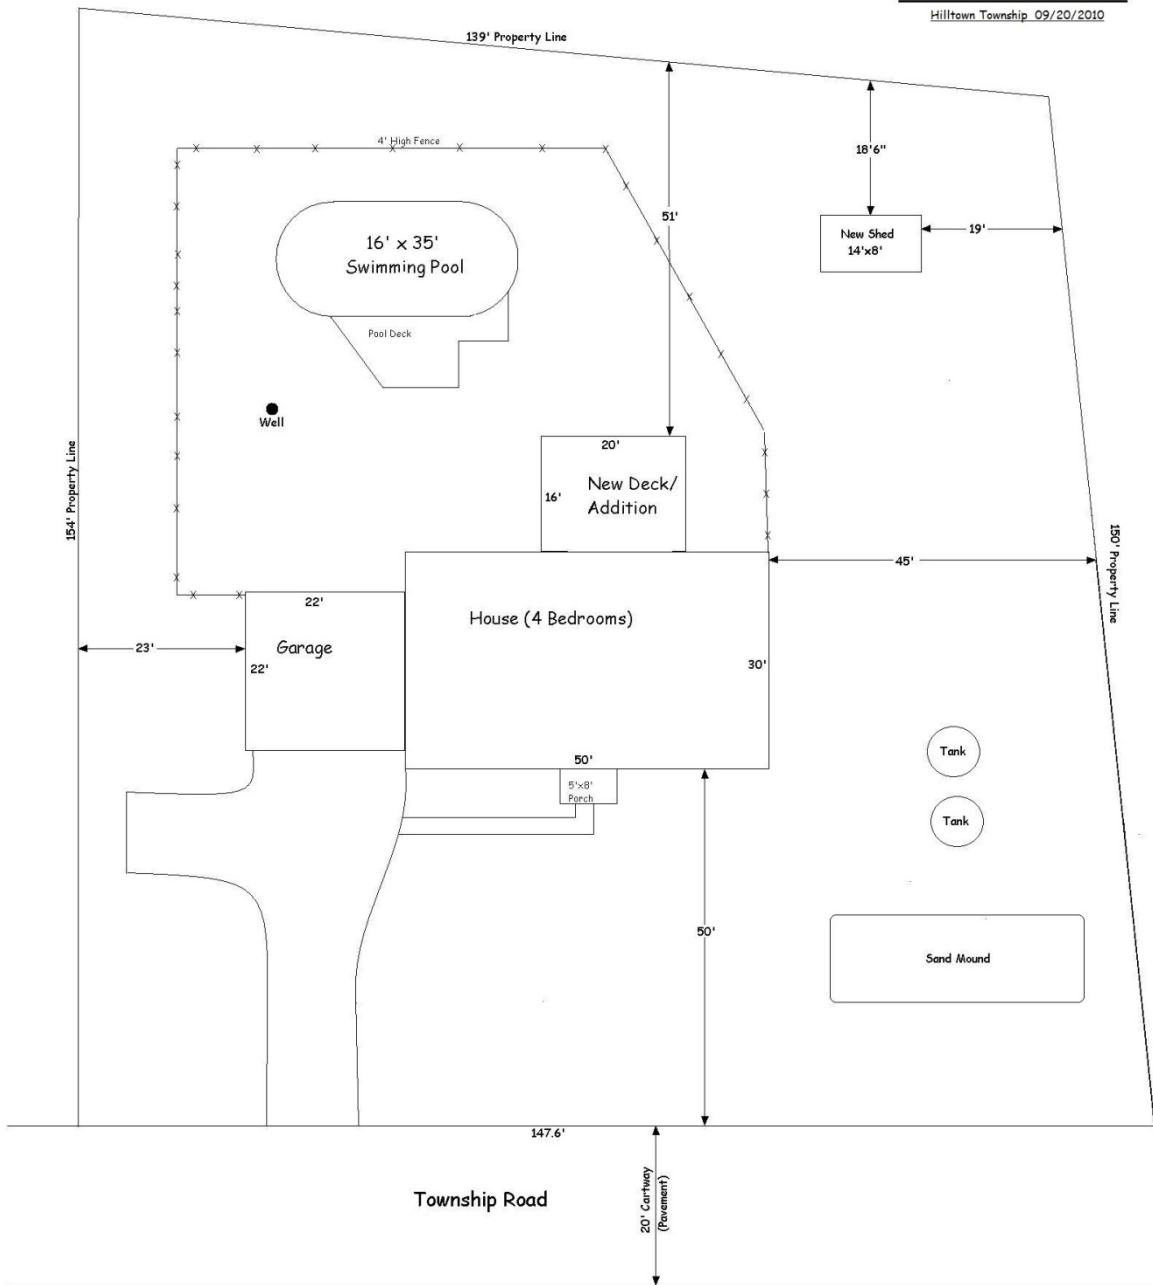 Hilltown Township 09/20/2010
139' Property Line
4' High Fence
18'6"
16' x 35'
Swimming Pool
51'
New Shed
14'x8'
19'
Pool Deck
Well
20'
16'
New Deck/
Addition
154' Property Line
45'
150' Property Line
22'
22'
Garage
23'
House (4 Bedrooms)
30'
50'
5'x8'
Porch
Tank
Tank
50'
Sand Mound
147.6'
Township Road
20' Cartway
(Pavement)